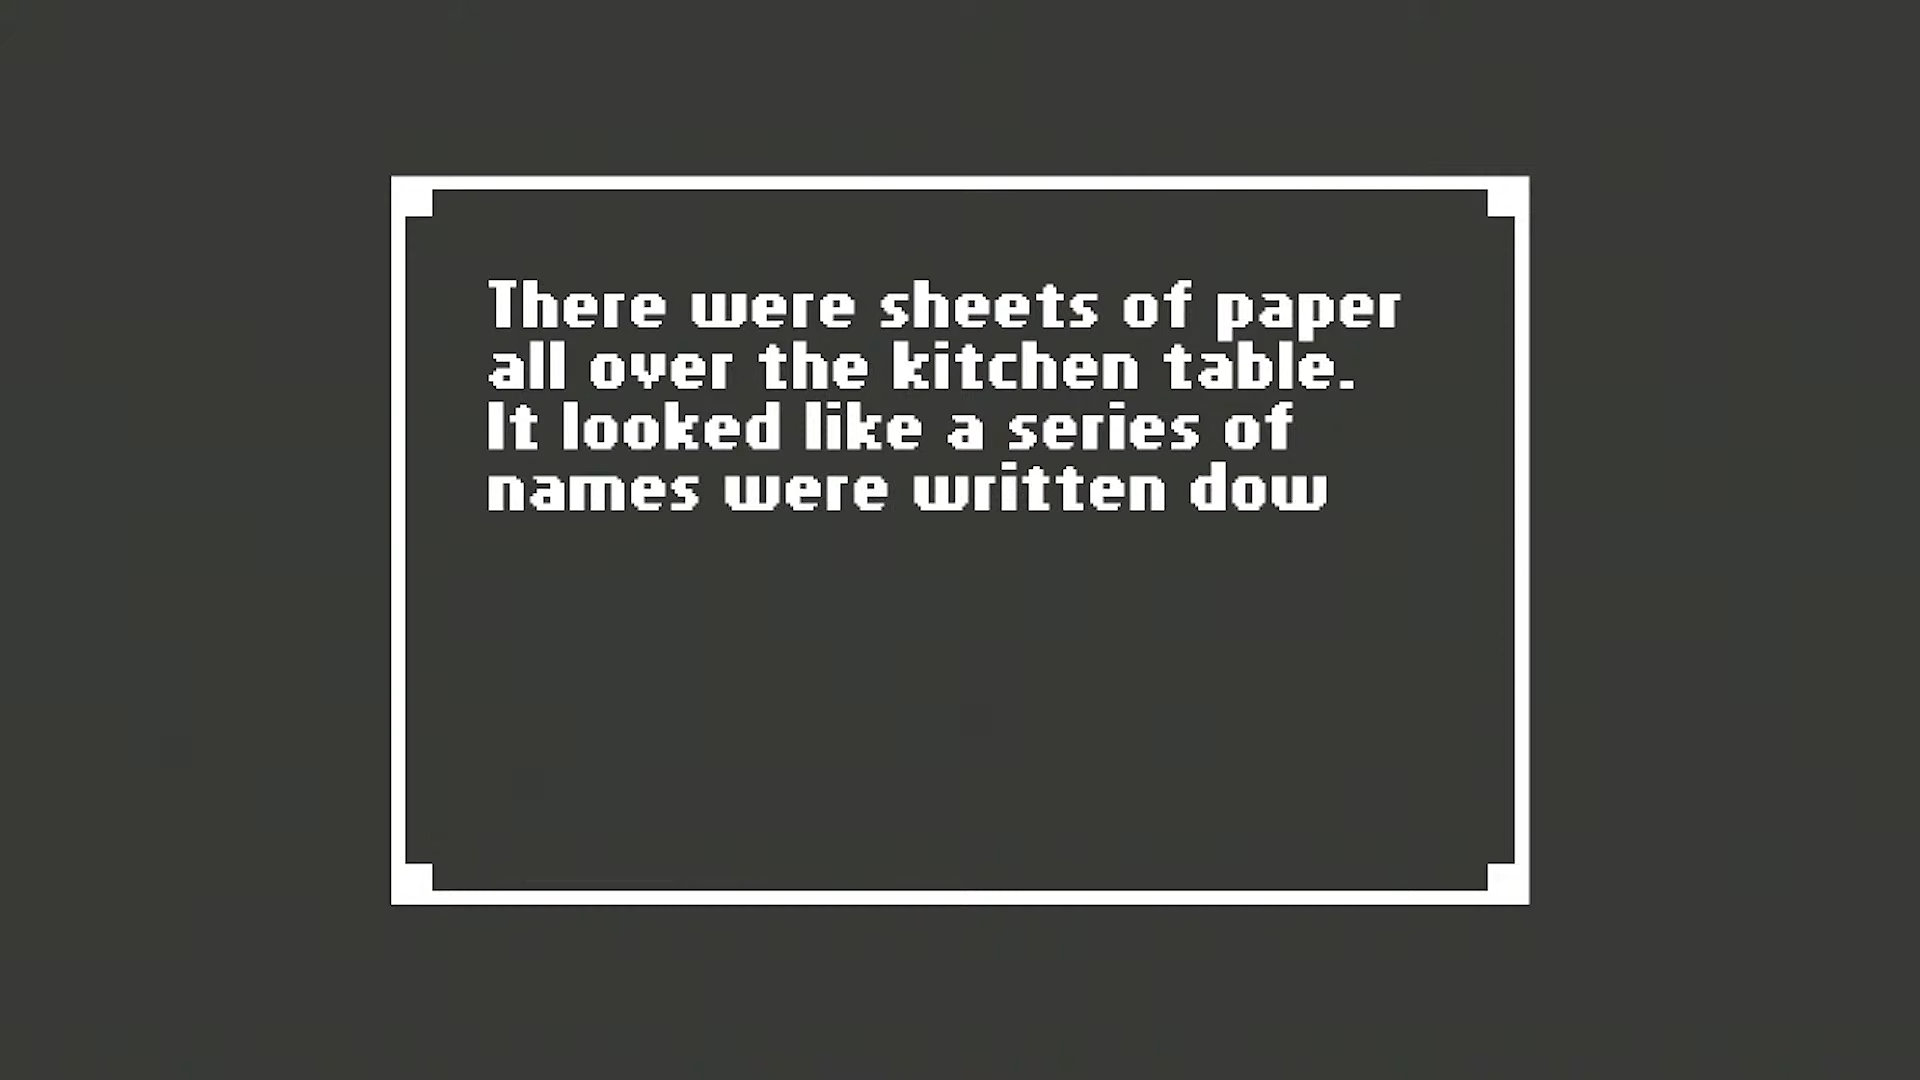 There were sheets of paper
all over the kitchen table.
It looked like a series of
names were written dow